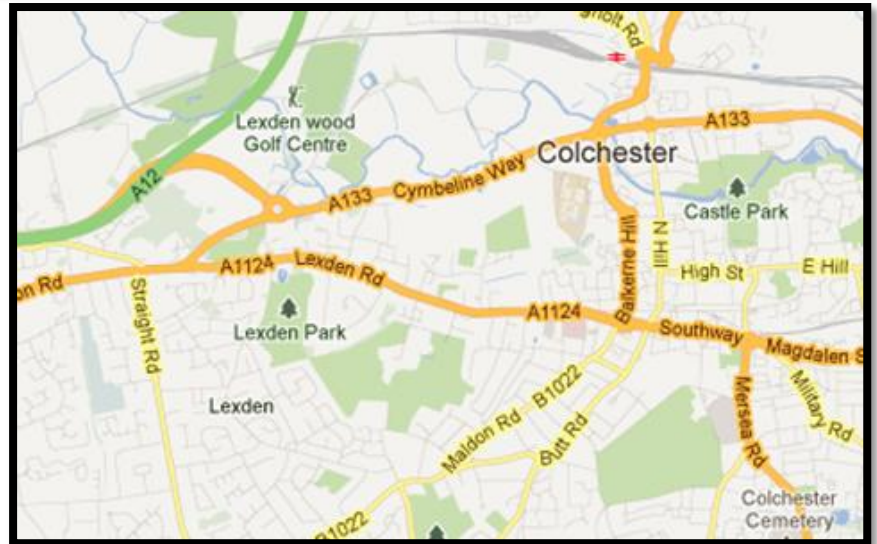 Lexden wood
Golf Centre
A12
A133
Cymbeline Way
Colchester
A133
Castle Park
Balkerne Hill
N Hill
High St
E Hill
Rd
A1124
Lexden Rd
A1124
Southway
Magdalen
Straight Rd
Lexden Park
Lexden
Maldon Rd
B1022
Butt Rd
Mersea Rd
Military Rd
B1022
Colchester
Cemetery